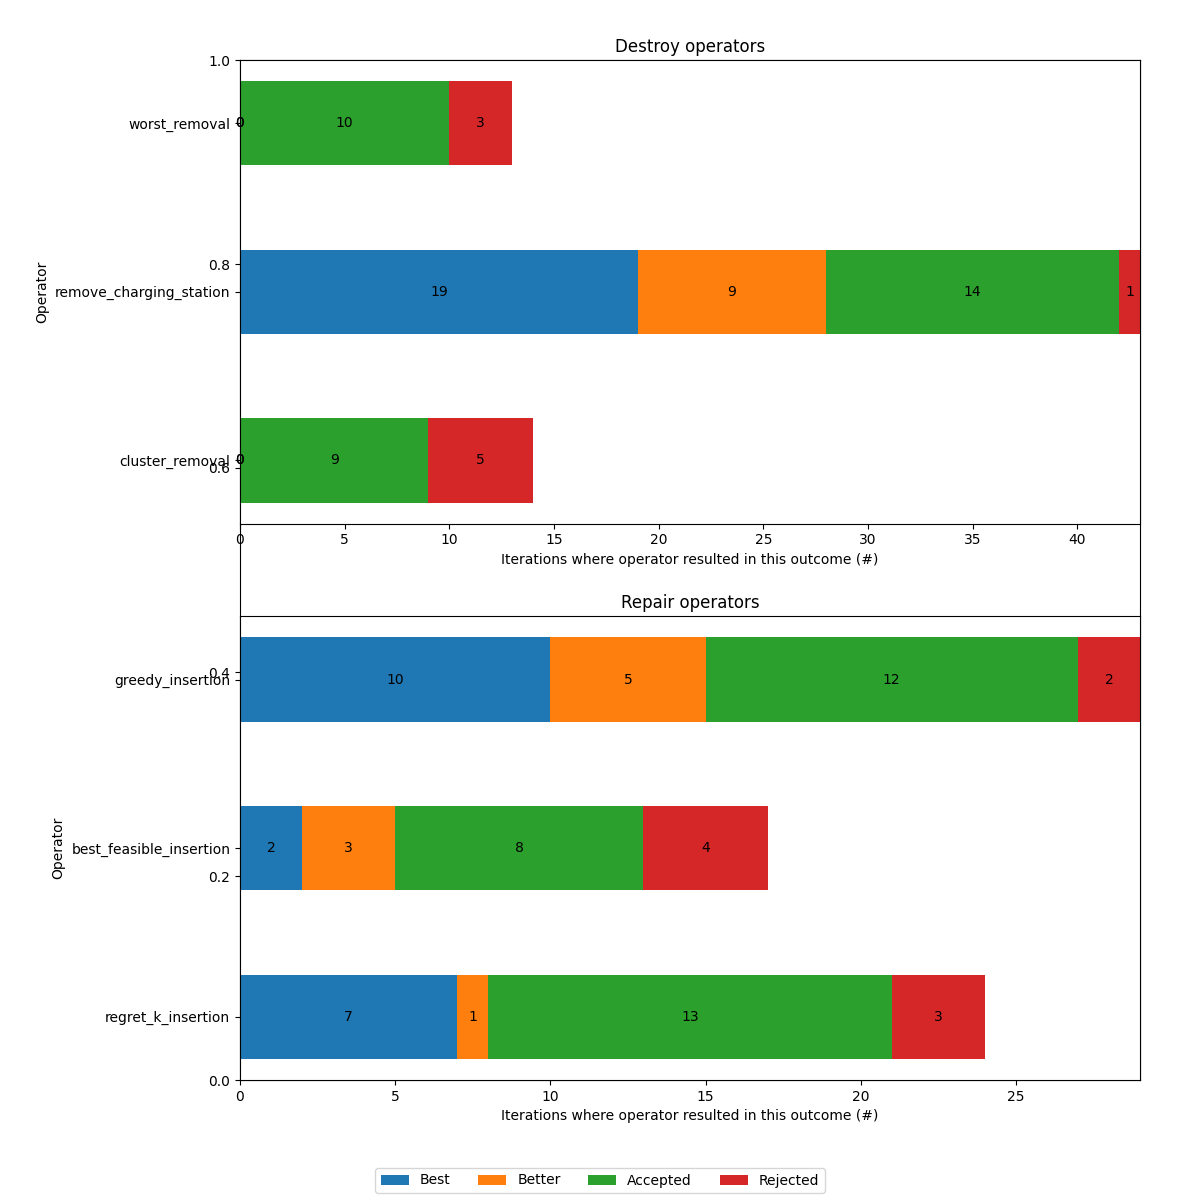 Destroy operators
1.0
worst_removal 0 10 3
0.8
Operator
remove_charging_station 19 9 14 1
cluster_removal 0 9 5
0.6
0 5 10 15 20 25 30 35 40
Iterations where operator resulted in this outcome (#)
Repair operators
0.4
greedy_insertion 10 5 12 2
Operator
best_feasible_insertion 2 3 8 4
0.2
regret_k_insertion 7 1 13 3
0.0
0 5 10 15 20 25
Iterations where operator resulted in this outcome (#)
Best Better Accepted Rejected